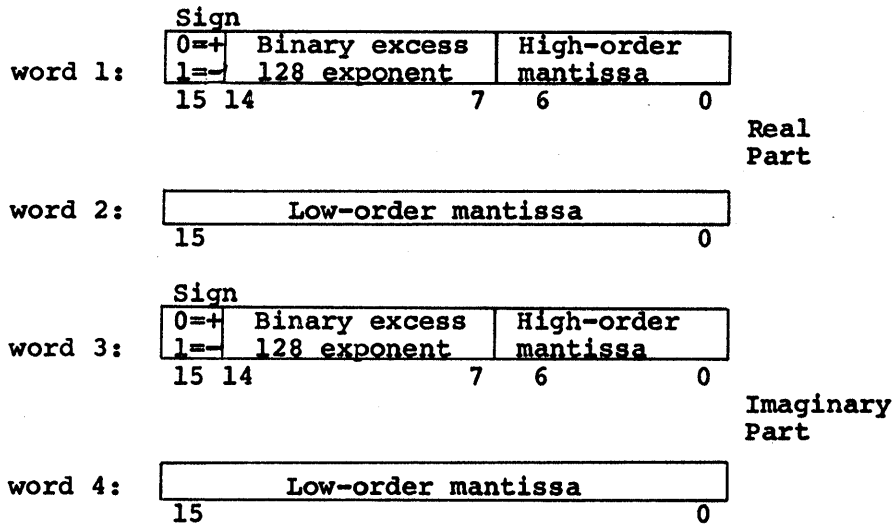 Sign
0=+ Binary excess High-order
word 1: 1=- 128 exponent mantissa
15 14 7 6 0
Real
Part
word 2: Low-order mantissa
15 0
Sign
0=+ Binary excess High-order
word 3: 1=- 128 exponent mantissa
15 14 7 6 0
Imaginary
Part
word 4: Low-order mantissa
15 0